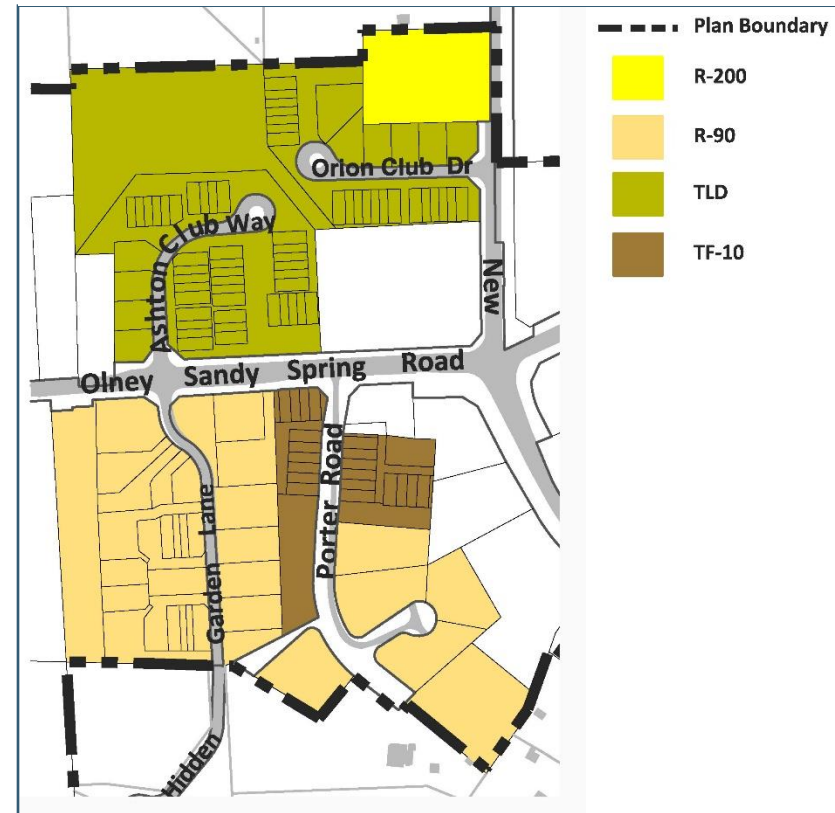 Plan Boundary
R-200
R-90
TLD
TF-10
Orion Club Dr
Ashton Club Way
New
Olney Sandy Spring Road
Porter Road
Hidden Garden Lane